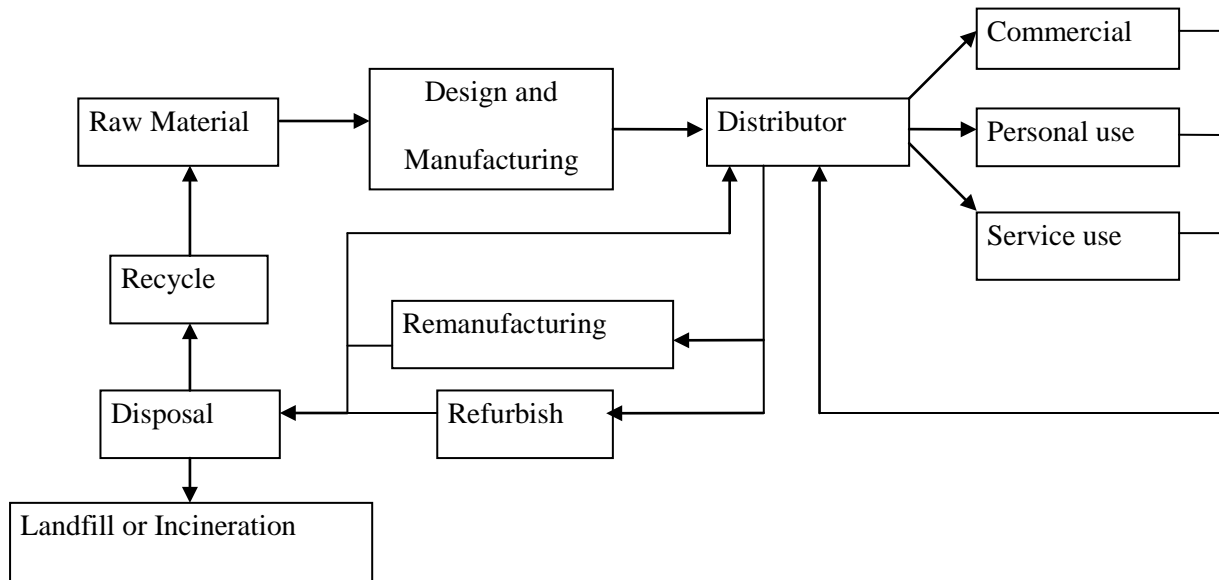 Commercial
Design and
Manufacturing
Raw Material
Distributor
Personal use
Service use
Recycle
Remanufacturing
Disposal
Refurbish
Landfill or Incineration